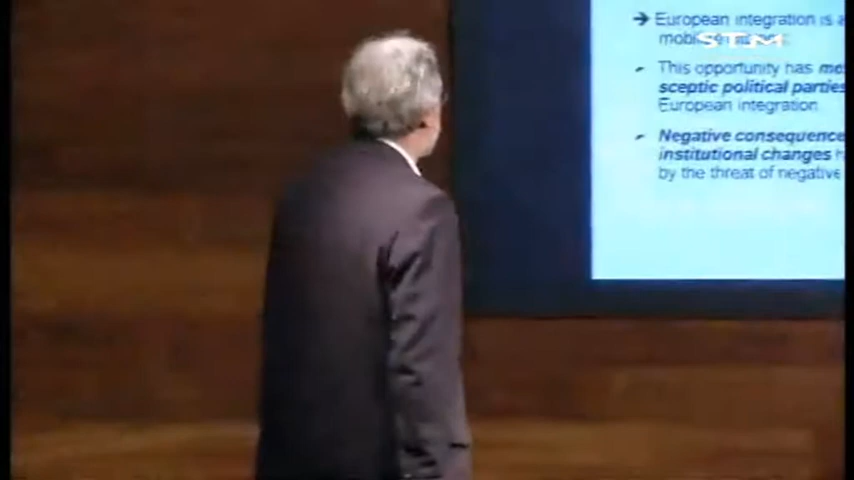 → European integration is a
STM
This opportunity has
sceptic political parties
European integration.
Negative consequence
institutional changes
by the threat of negative